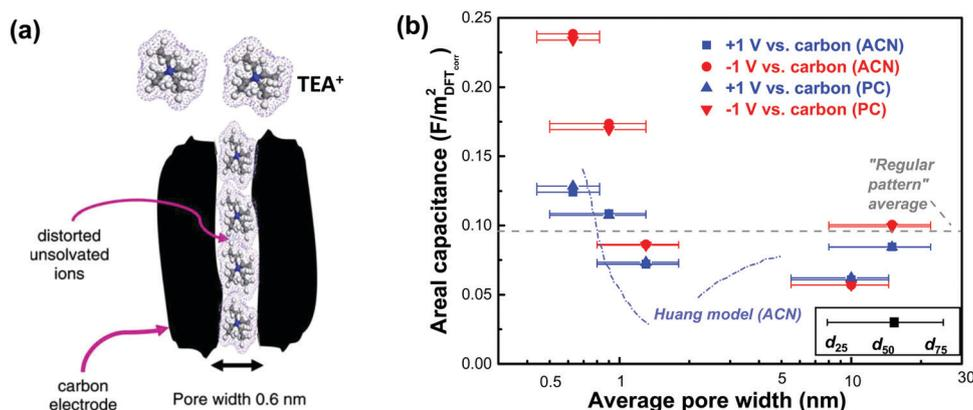 (a)
TEA+
distorted
unsolvated
ions
carbon
electrode
Pore width 0.6 nm
(b)
Areal capacitance (F/m²DFTcorr)
0.25
0.20
0.15
0.10
0.05
0.00
+1 V vs. carbon (ACN)
-1 V vs. carbon (ACN)
+1 V vs. carbon (PC)
-1 V vs. carbon (PC)
"Regular
pattern"
average
Huang model (ACN)
d25 d50 d75
0.5 1 5 10 30
Average pore width (nm)